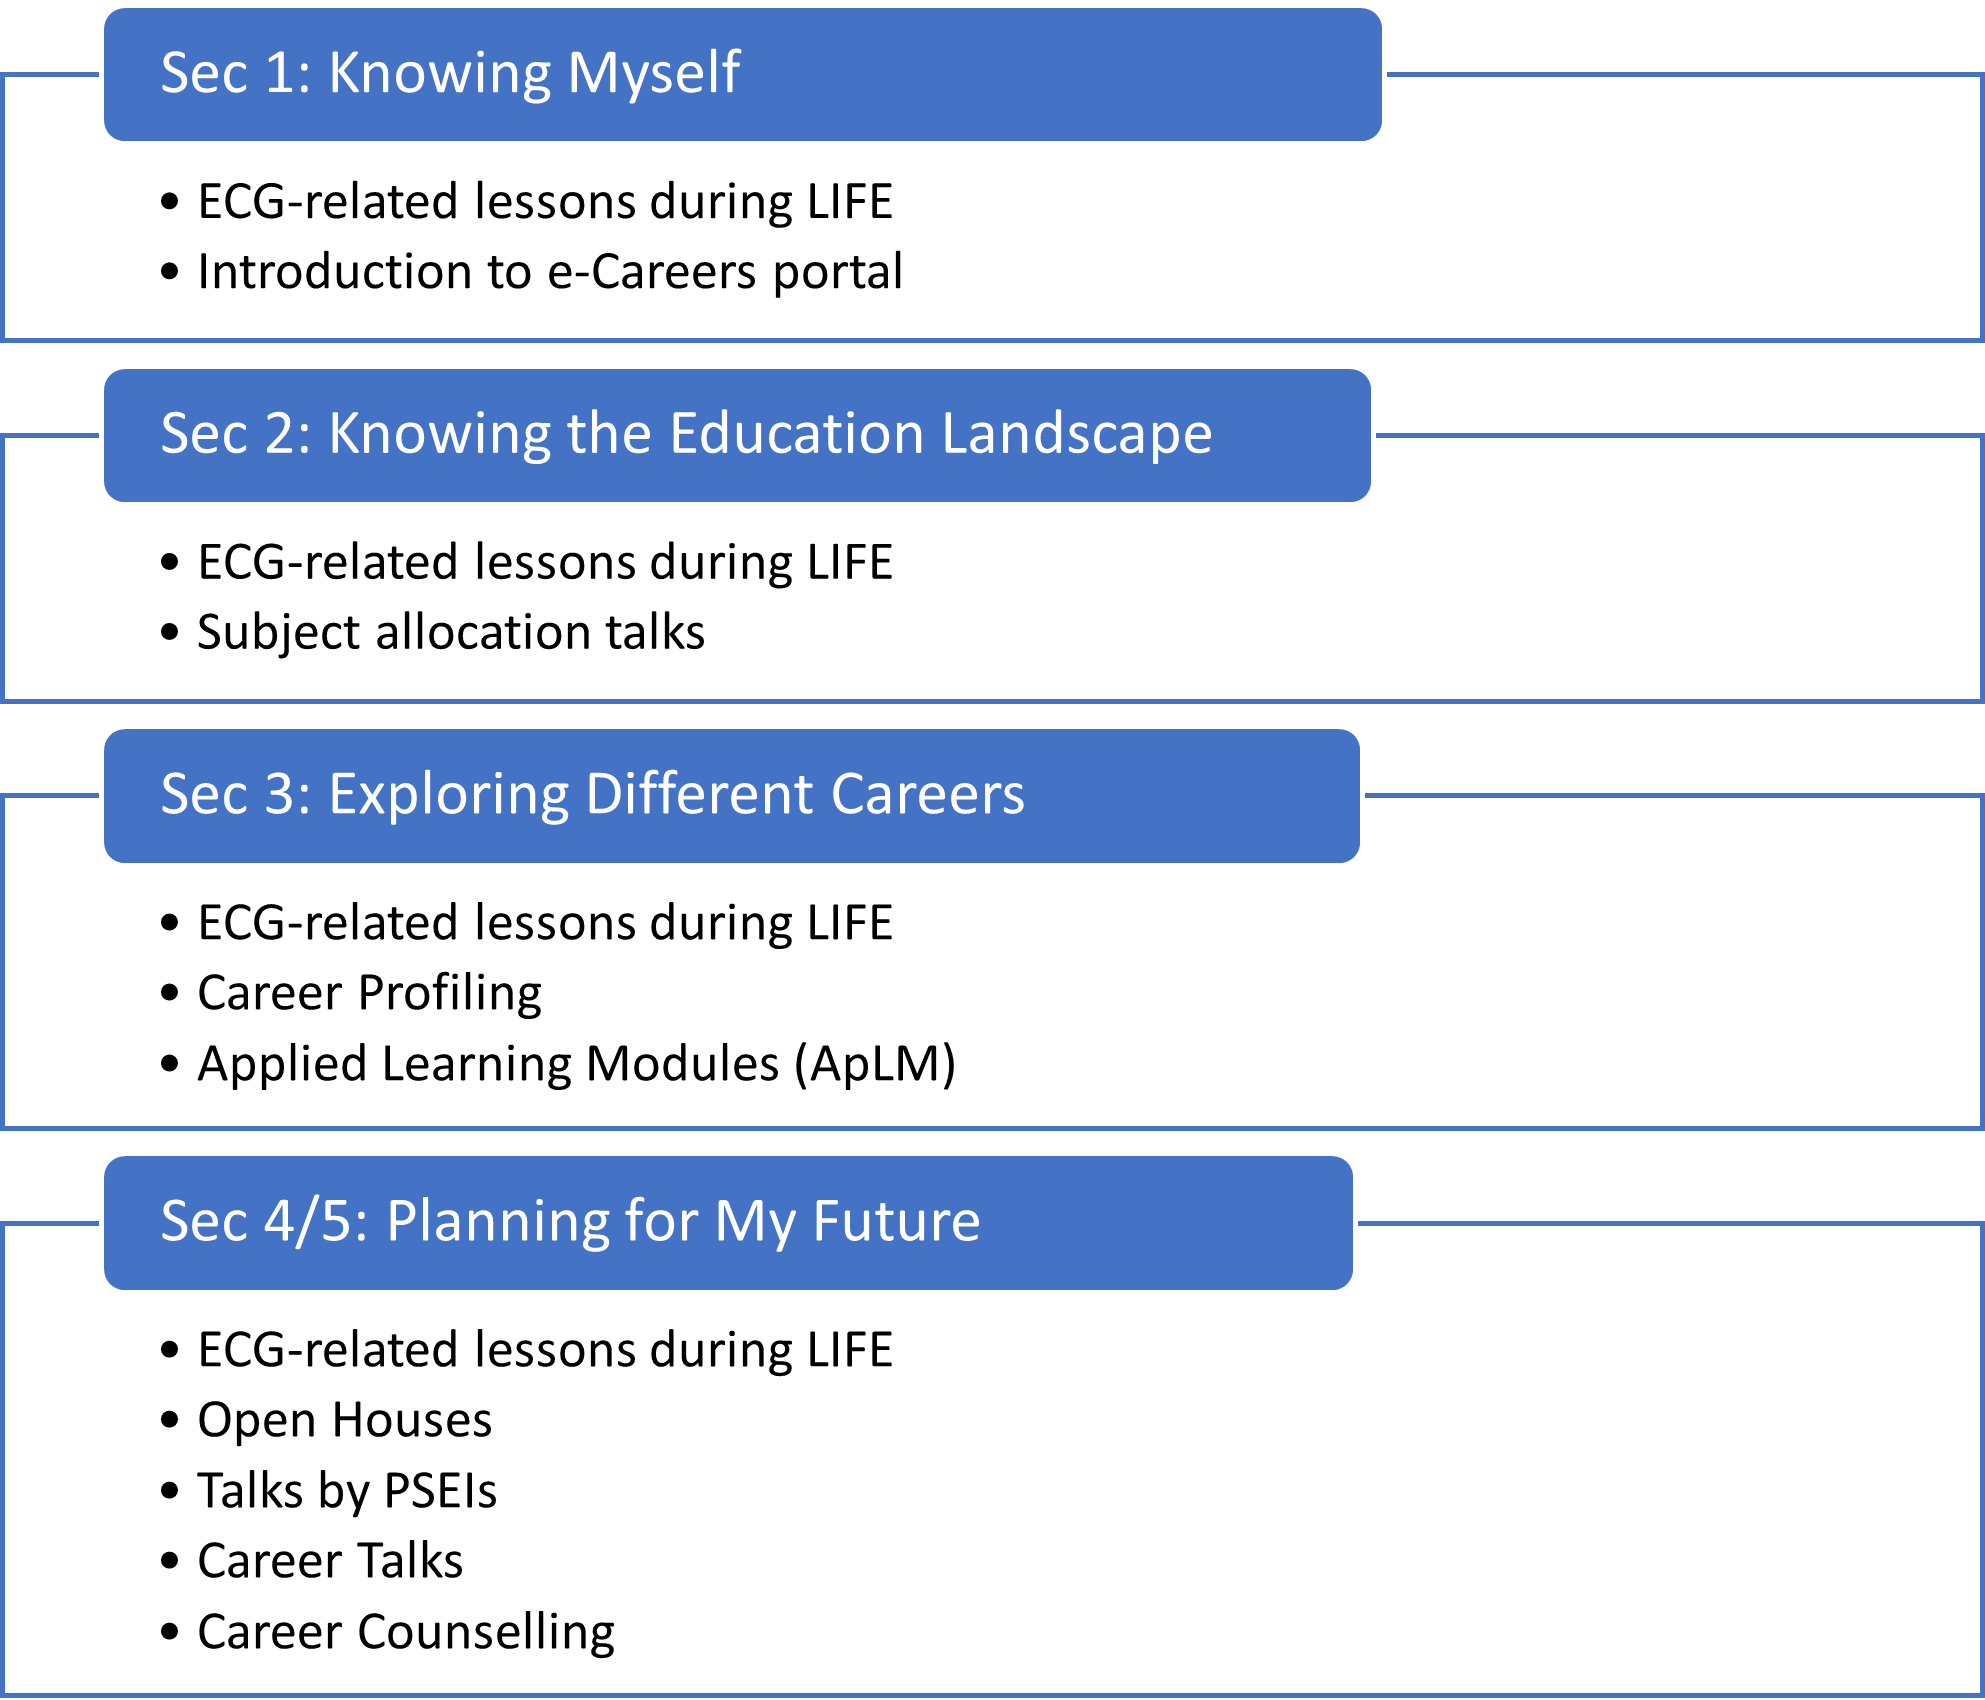 Sec 1: Knowing Myself
• ECG-related lessons during LIFE
• Introduction to e-Careers portal
Sec 2: Knowing the Education Landscape
• ECG-related lessons during LIFE
• Subject allocation talks
Sec 3: Exploring Different Careers
• ECG-related lessons during LIFE
• Career Profiling
• Applied Learning Modules (ApLM)
Sec 4/5: Planning for My Future
• ECG-related lessons during LIFE
• Open Houses
• Talks by PSEIs
• Career Talks
• Career Counselling